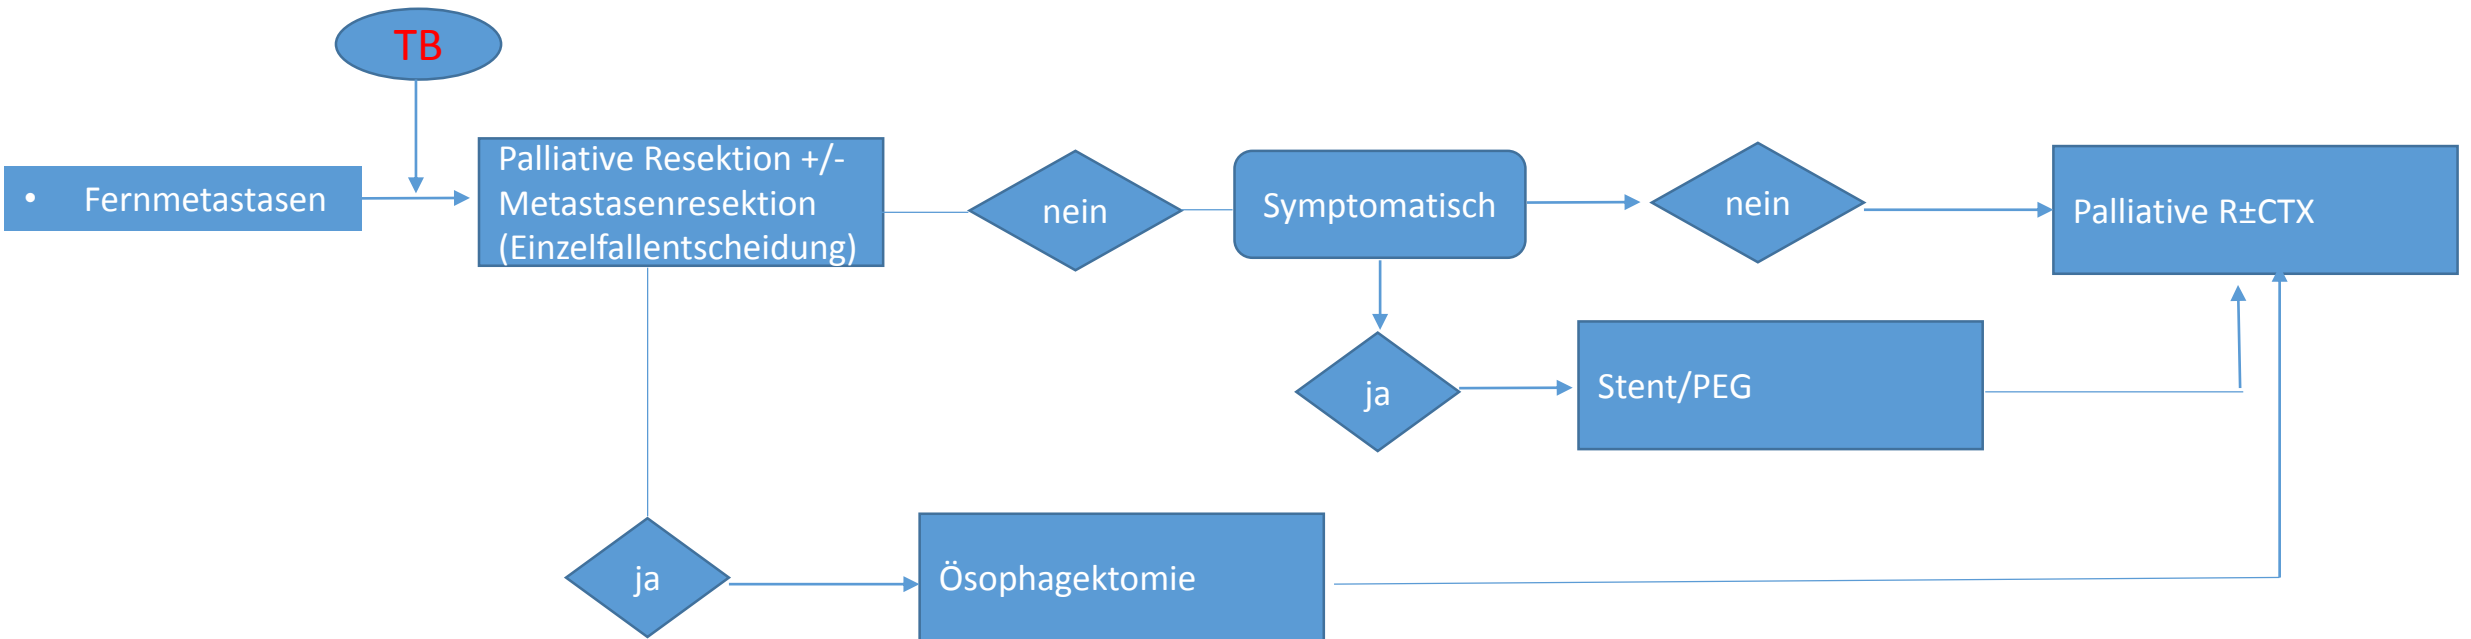 TB
• Fernmetastasen
Palliative Resektion +/-
Metastasenresektion
(Einzelfallentscheidung)
nein
Symptomatisch
nein
Palliative R±CTX
ja
Stent/PEG
ja
Ösophagektomie